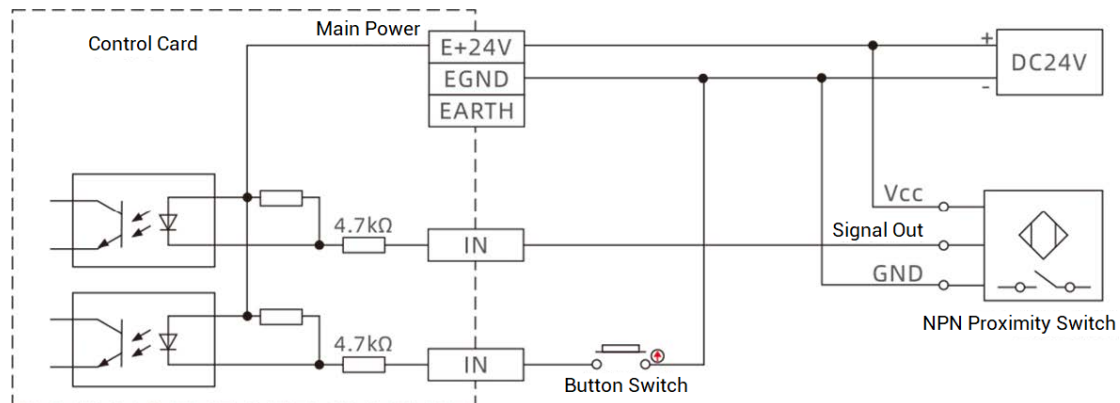 Control Card
Main Power
E+24V
EGND
EARTH
+
DC24V
-
Vcc
4.7kΩ
IN
Signal Out
GND
NPN Proximity Switch
4.7kΩ
IN
Button Switch